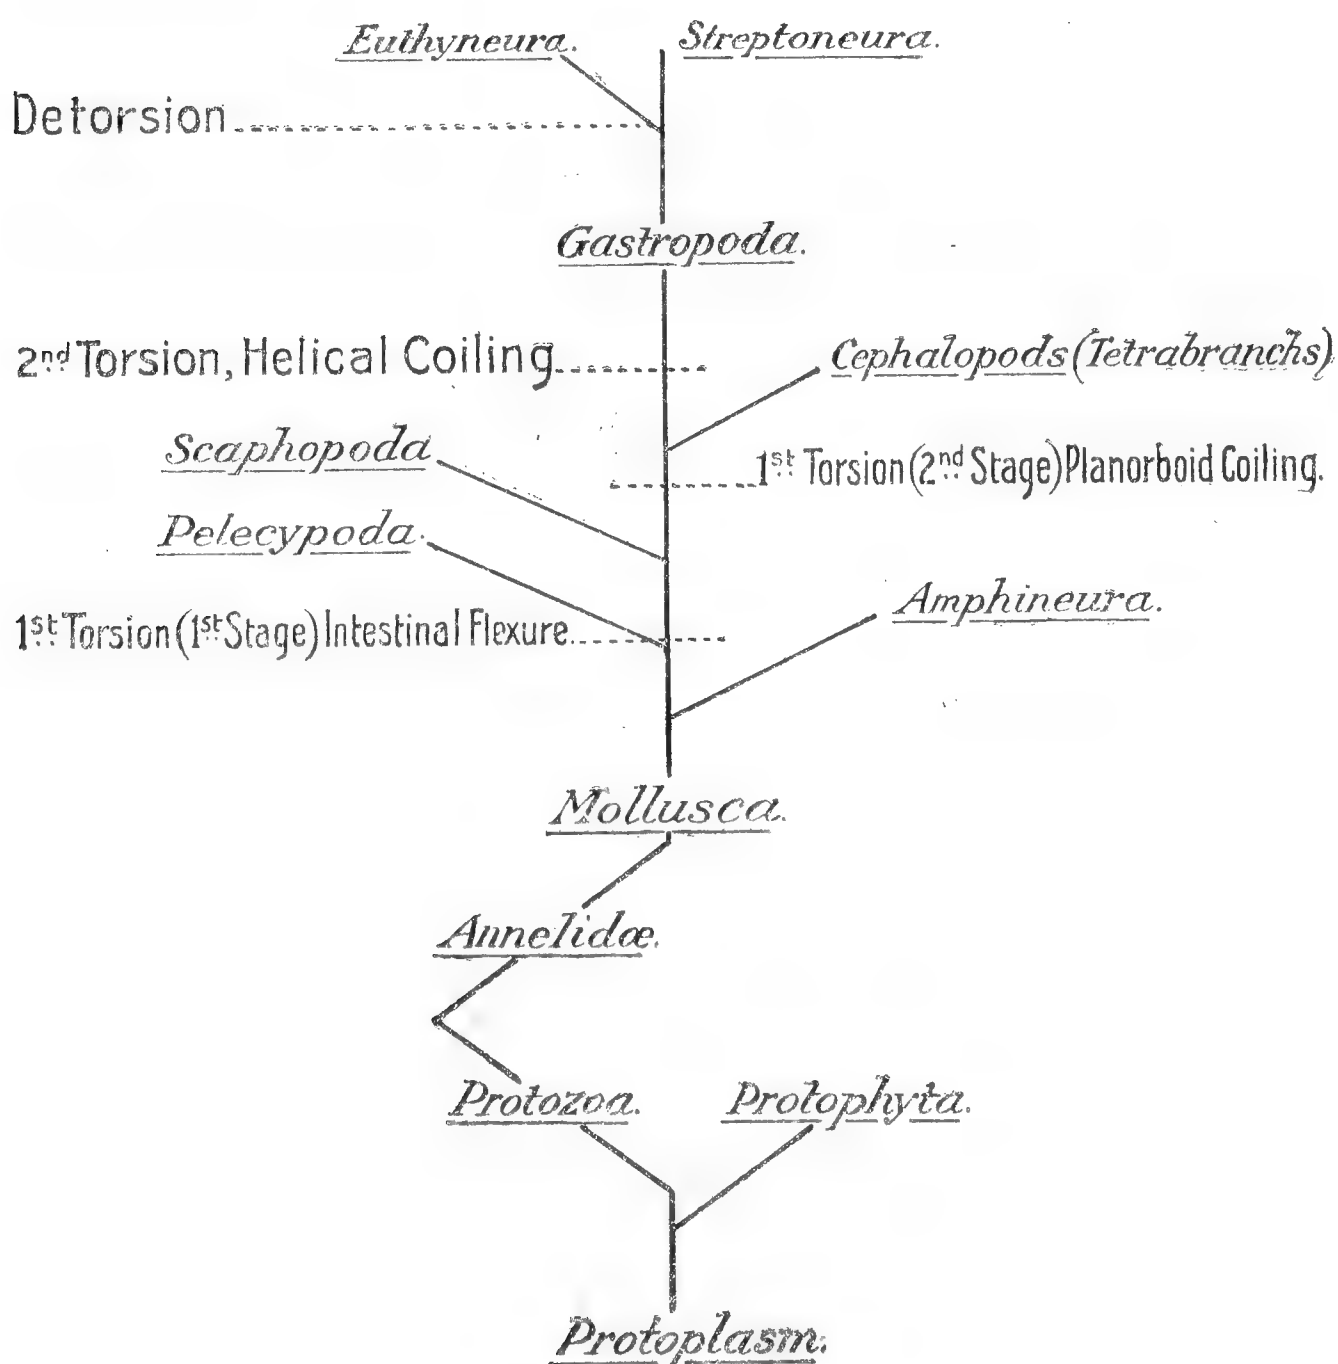 Euthyneura. Streptoneura.
Detorsion
Gastropoda.
2nd Torsion, Helical Coiling
Cephalopods (Tetrabranchs)
Scaphopoda
1st Torsion (2nd Stage) Planorboid Coiling.
Pelecypoda.
Amphineura.
1st Torsion (1st Stage) Intestinal Flexure
Mollusca.
Annelidæ.
Protozoa. Protophyta.
Protoplasm.